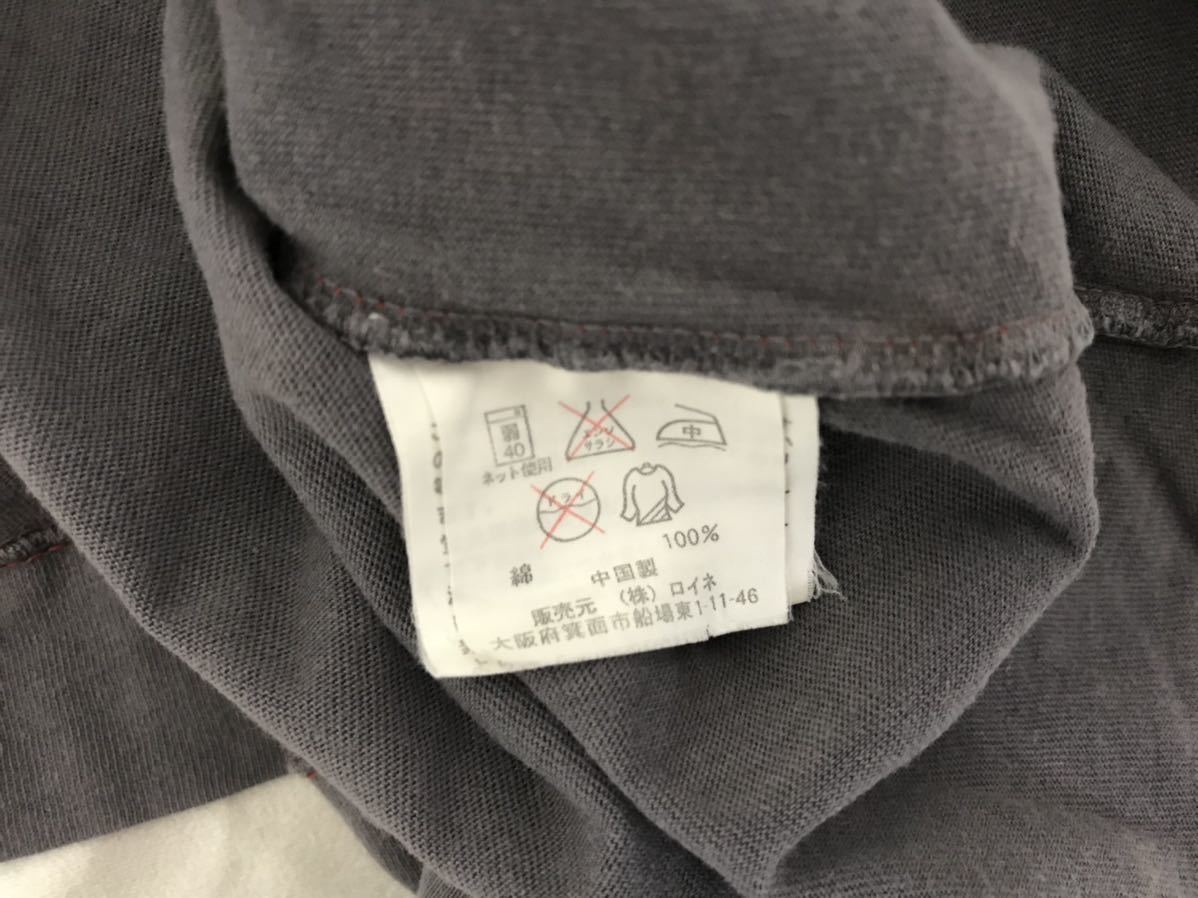 弱
40
ネット使用
エンソ
サラシ
中
ドライ
綿 100%
中国製
販売元 (株) ロイネ
大阪府箕面市船場東1-11-46